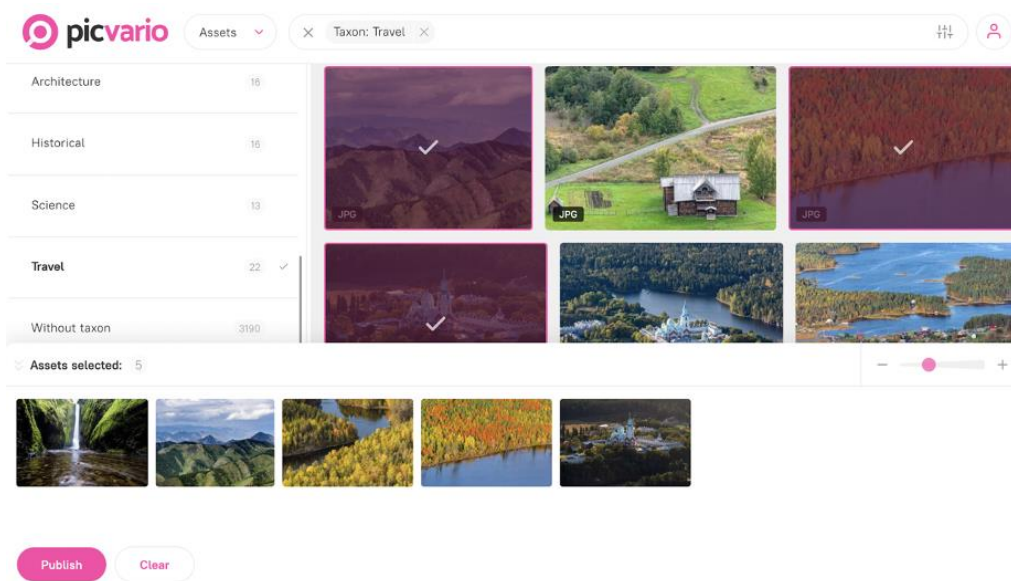 picvario
Assets
Taxon: Travel
Architecture 16
Historical 16
Science 13
Travel 22
Without taxon 3190
JPG
JPG
JPG
Assets selected: 5
Publish
Clear